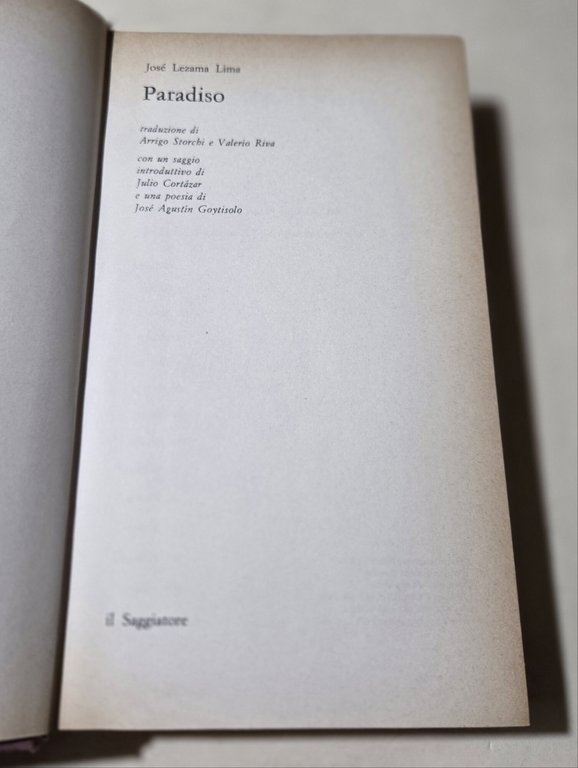 José Lezama Lima
Paradiso
traduzione di
Arrigo Storchi e Valerio Riva
con un saggio
introduttivo di
Julio Cortázar
e una poesia di
José Agustín Goytisolo
il Saggiatore